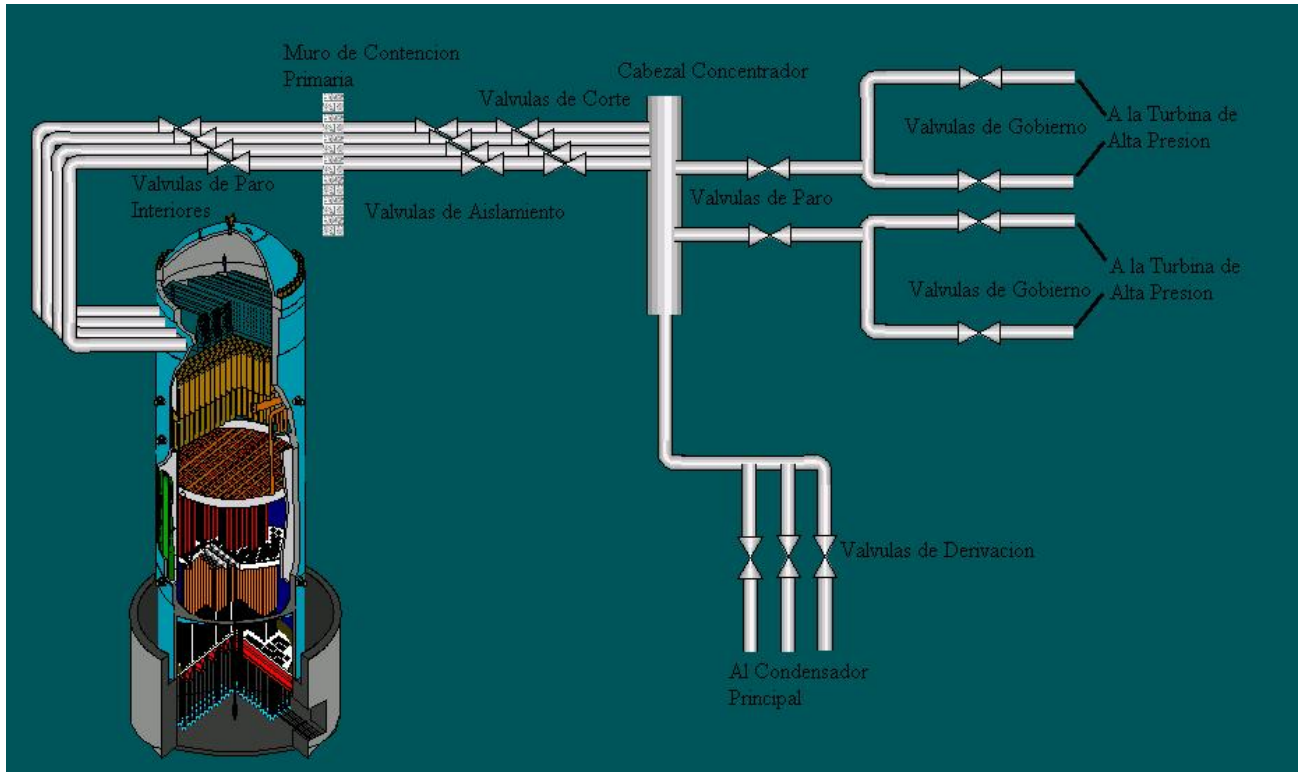 Muro de Contencion
Primaria
Cabezal Concentrador
Valvulas de Corte
A la Turbina de
Alta Presion
Valvulas de Gobierno
Valvulas de Paro
Interiores
Valvulas de Aislamiento
Valvulas de Paro
A la Turbina de
Alta Presion
Valvulas de Gobierno
Valvulas de Derivacion
Al Condensador
Principal